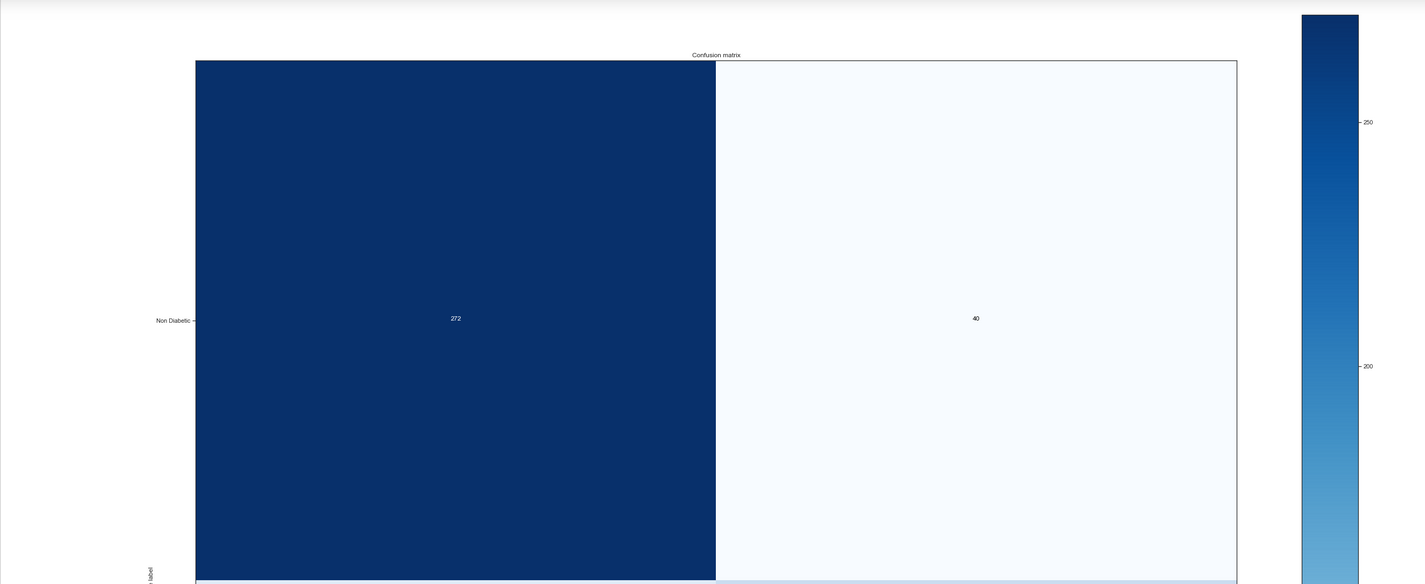 Confusion matrix
250
Non Diabetic
272
40
200
label